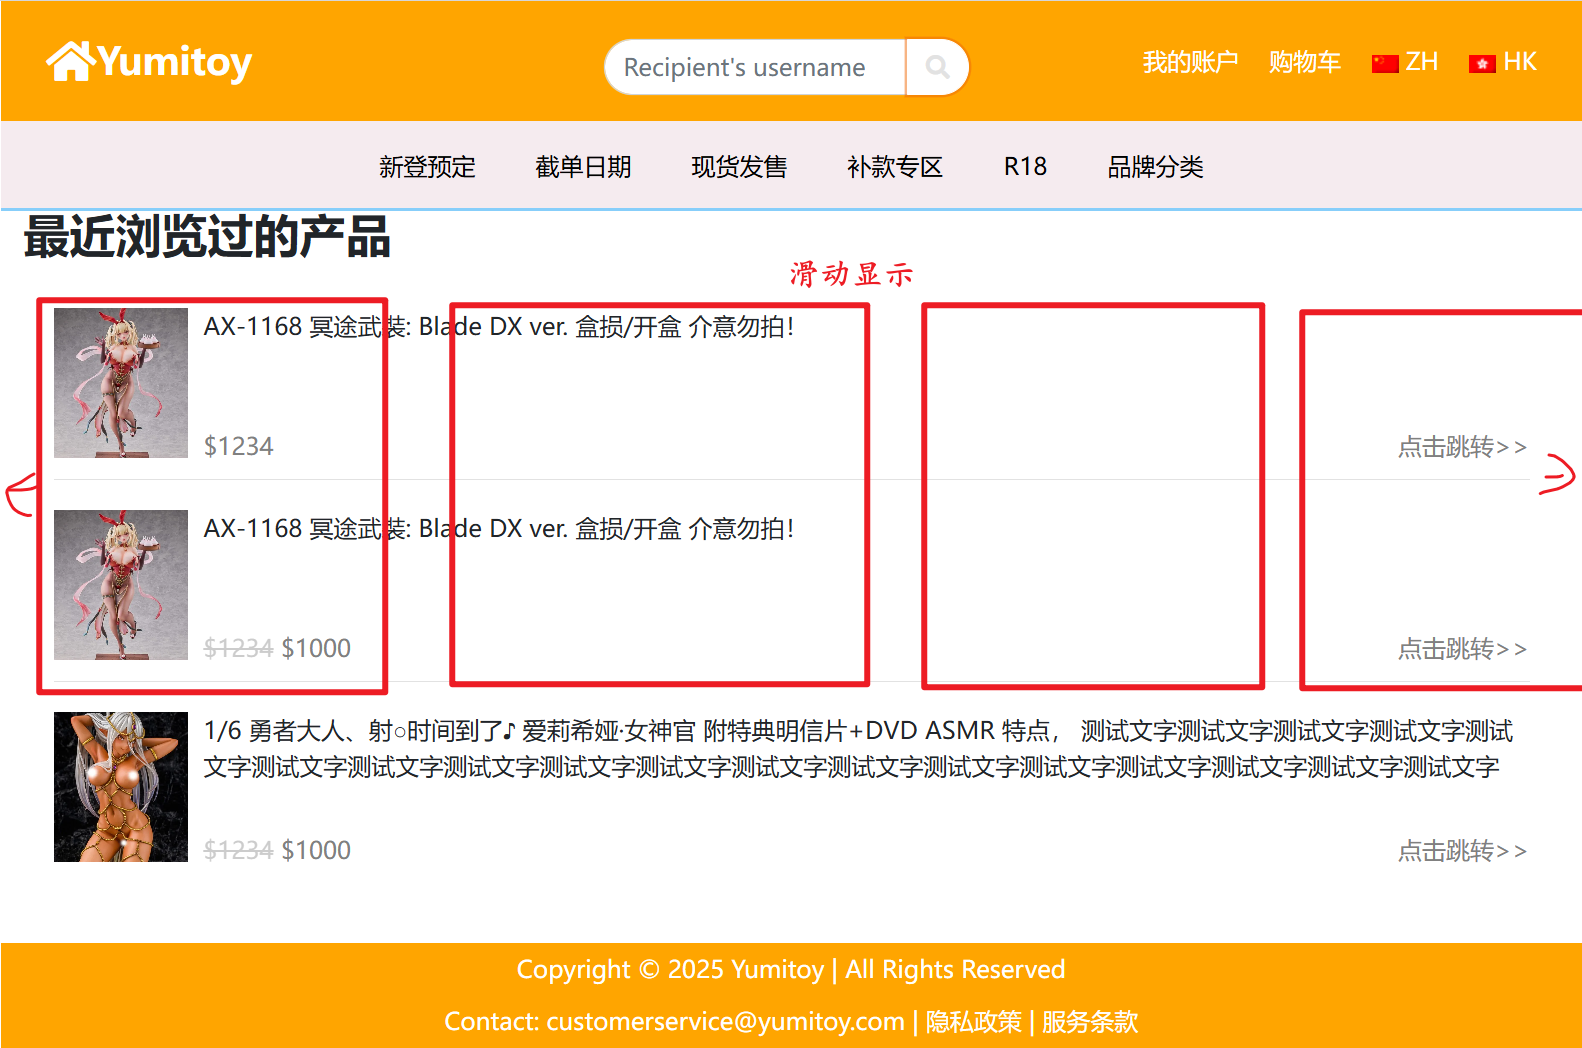 Yumitoy
Recipient's username
我的账户 购物车 ZH HK
新登预定 截单日期 现货发售 补款专区 R18 品牌分类
最近浏览过的产品
滑动显示
AX-1168 冥途武裝: Blade DX ver. 盒损/开盒 介意勿拍！
$1234
点击跳转>>
AX-1168 冥途武裝: Blade DX ver. 盒损/开盒 介意勿拍！
$1234 $1000
点击跳转>>
1/6 勇者大人、射○时间到了♪ 爱莉希娅·女神官 附特典明信片+DVD ASMR 特点， 测试文字测试文字测试文字测试文字测试
文字测试文字测试文字测试文字测试文字测试文字测试文字测试文字测试文字测试文字测试文字测试文字测试文字测试文字
$1234 $1000
点击跳转>>
Copyright © 2025 Yumitoy | All Rights Reserved
Contact: customerservice@yumitoy.com | 隐私政策 | 服务条款